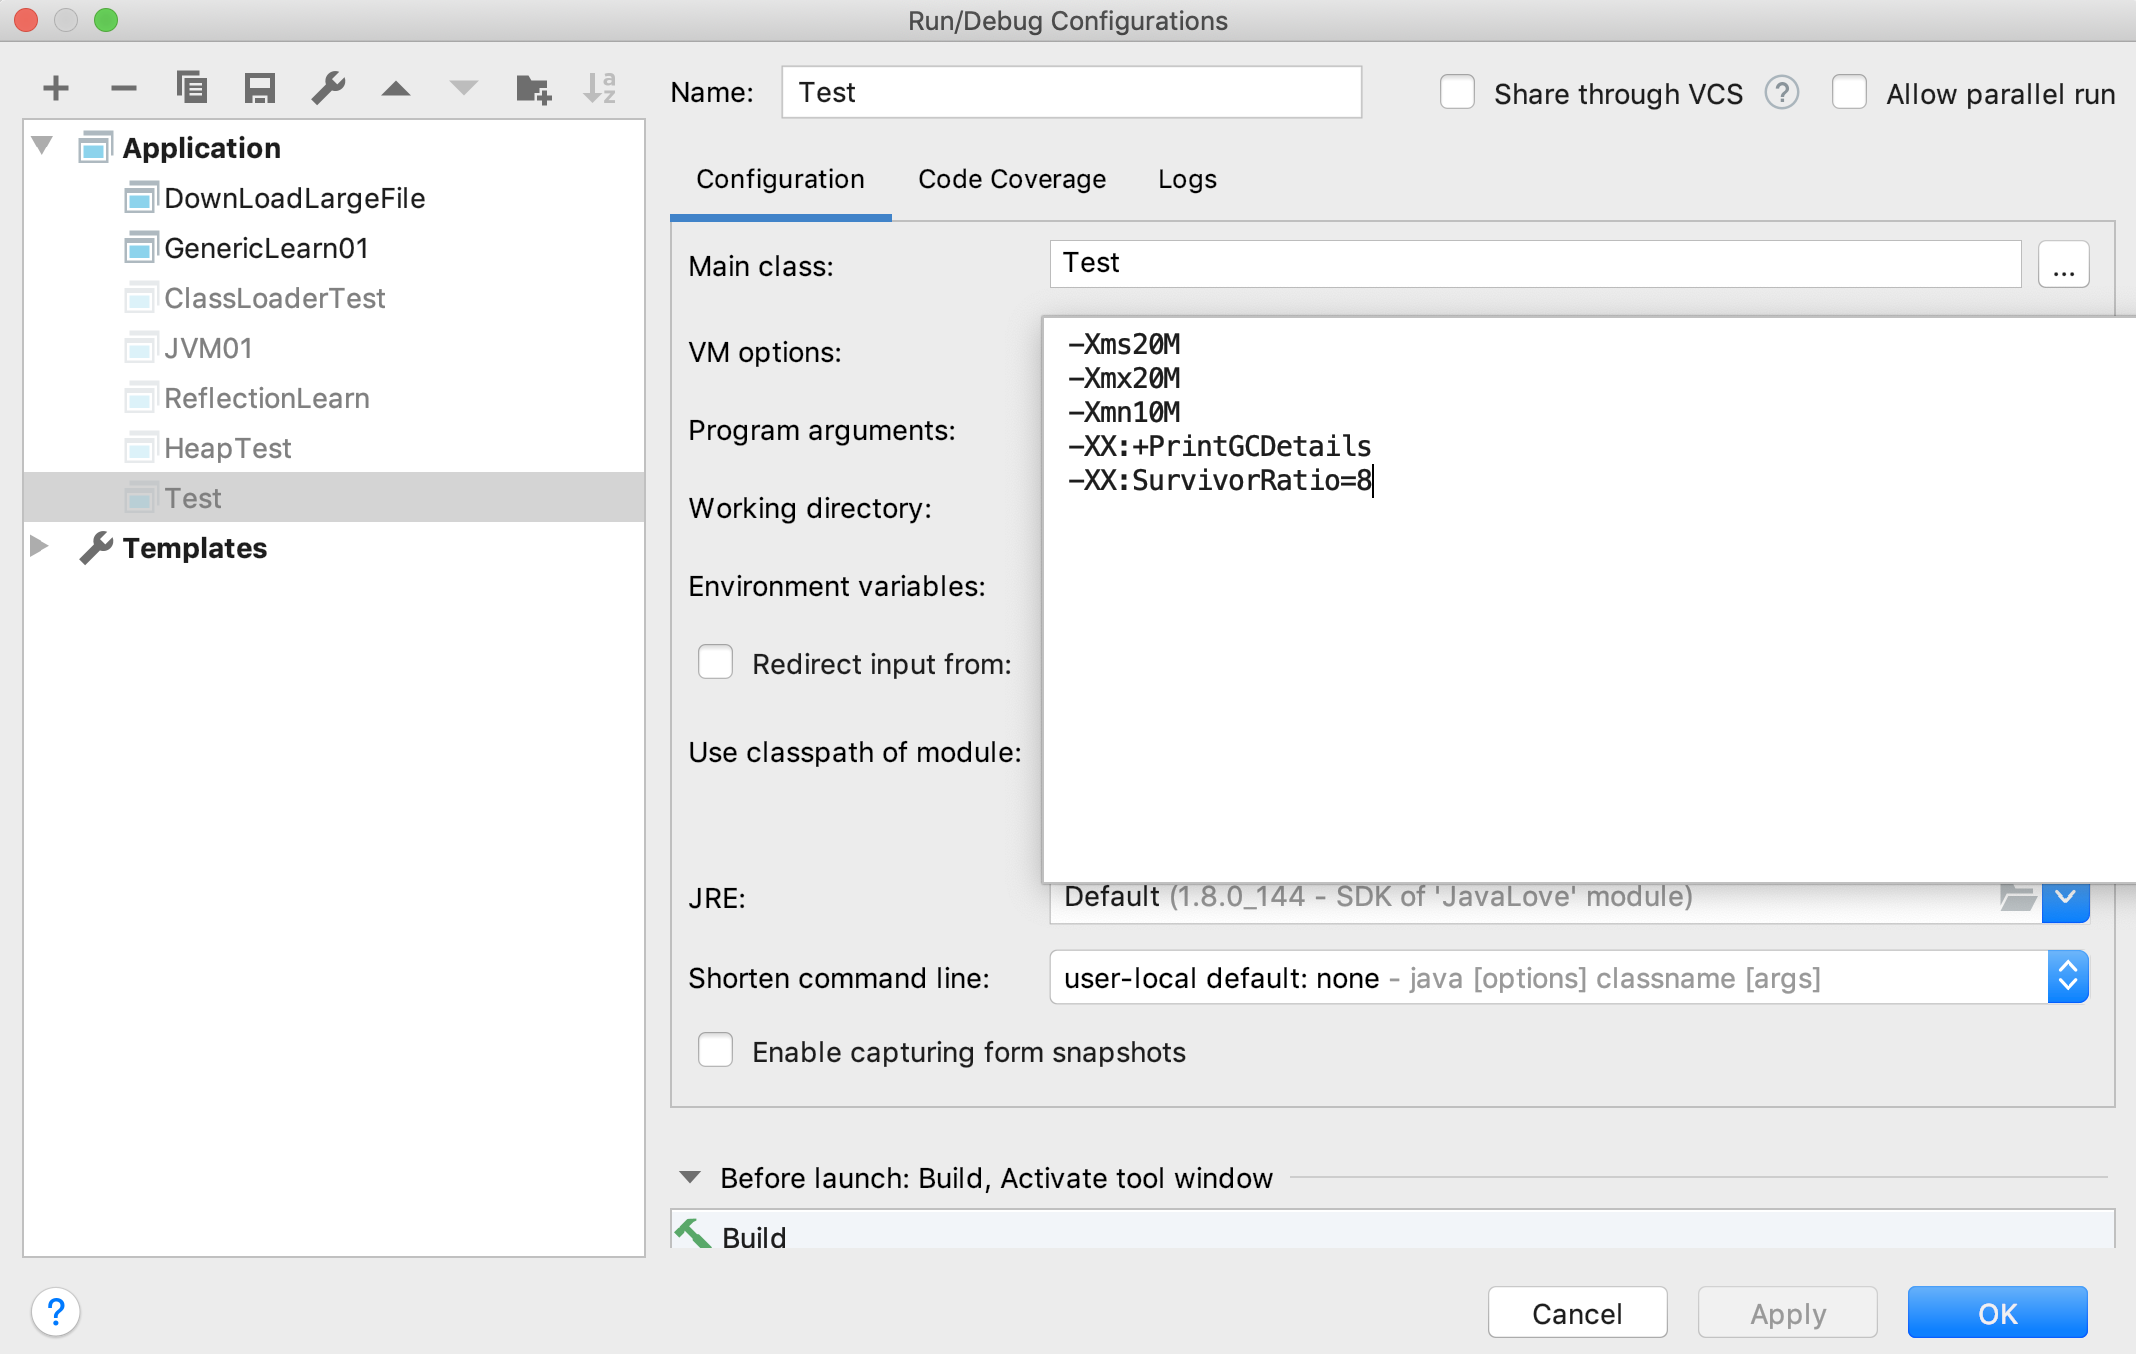 Run/Debug Configurations
Name: Test Share through VCS ? Allow parallel run
Application
DownLoadLargeFile
GenericLearn01
ClassLoaderTest
JVM01
ReflectionLearn
HeapTest
Test
Templates
Configuration Code Coverage Logs
Main class: Test ...
VM options:
-Xms20M
-Xmx20M
-Xmn10M
-XX:+PrintGCDetails
-XX:SurvivorRatio=8
Program arguments:
Working directory:
Environment variables:
Redirect input from:
Use classpath of module:
JRE: Default (1.8.0_144 - SDK of 'JavaLove' module)
Shorten command line: user-local default: none - java [options] classname [args]
Enable capturing form snapshots
Before launch: Build, Activate tool window
Build
? Cancel Apply OK